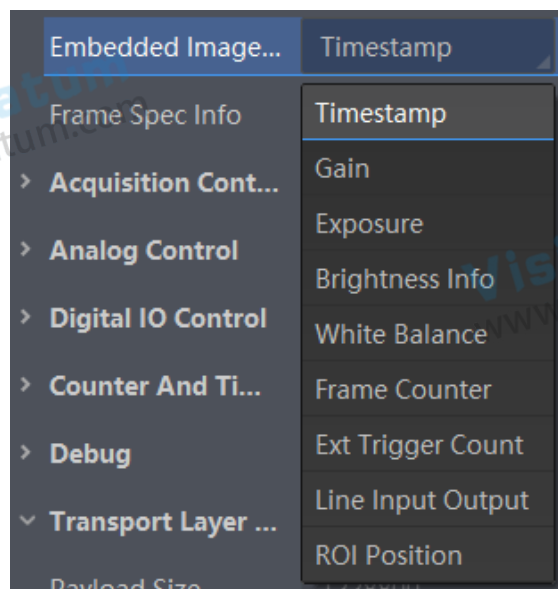 Embedded Image... Timestamp
Frame Spec Info
Timestamp
Gain
Exposure
Brightness Info
White Balance
Frame Counter
Ext Trigger Count
Line Input Output
ROI Position
Acquisition Cont...
Analog Control
Digital IO Control
Counter And Ti...
Debug
Transport Layer ...
Payload Size